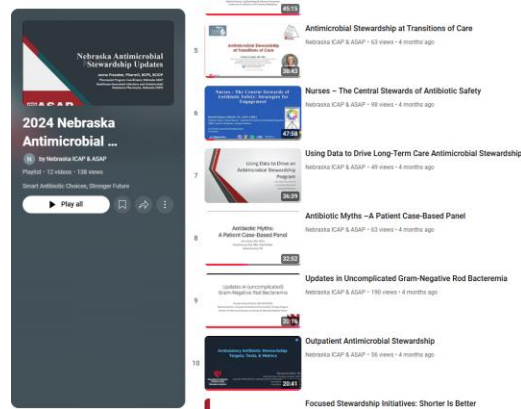 Nebraska Antimicrobial
Stewardship Updates
2024 Nebraska
Antimicrobial ...
N by Nebraska ICAP & ASAP
Playlist • 12 videos • 138 views
Smart Antibiotic Choices, Stronger Future
Play all
45:15
5
Antimicrobial Stewardship
at Transitions of Care
38:43
Antimicrobial Stewardship at Transitions of Care
Nebraska ICAP & ASAP • 63 views • 4 months ago
6
Nurses - The Central Stewards of
Antibiotic Safety: Strategies for
Engagement
47:58
Nurses – The Central Stewards of Antibiotic Safety
Nebraska ICAP & ASAP • 98 views • 4 months ago
7
Using Data to Drive an
Antimicrobial Stewardship
Program
36:29
Using Data to Drive Long-Term Care Antimicrobial Stewardship
Nebraska ICAP & ASAP • 49 views • 4 months ago
8
Antibiotic Myths:
A Patient Case-Based Panel
32:52
Antibiotic Myths –A Patient Case-Based Panel
Nebraska ICAP & ASAP • 63 views • 4 months ago
9
Updates in (uncomplicated)
Gram-Negative Rod Bacteremia
20:16
Updates in Uncomplicated Gram-Negative Rod Bacteremia
Nebraska ICAP & ASAP • 190 views • 4 months ago
10
Ambulatory Antibiotic Stewardship
Targets, Tools, & Metrics
20:41
Outpatient Antimicrobial Stewardship
Nebraska ICAP & ASAP • 56 views • 4 months ago
Focused Stewardship Initiatives: Shorter Is Better